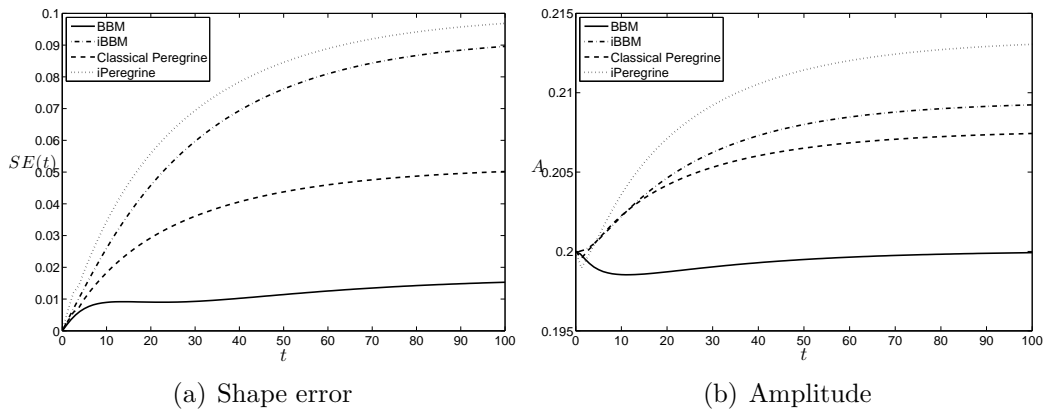 BBM
iBBM
Classical Peregrine
iPeregrine
0.1
0.09
0.08
0.07
0.06
0.05
0.04
0.03
0.02
0.01
0
SE(t)
0 10 20 30 40 50 60 70 80 90 100
t
(a) Shape error
BBM
iBBM
Classical Peregrine
iPeregrine
0.215
0.21
0.205
0.2
0.195
A
0 10 20 30 40 50 60 70 80 90 100
t
(b) Amplitude